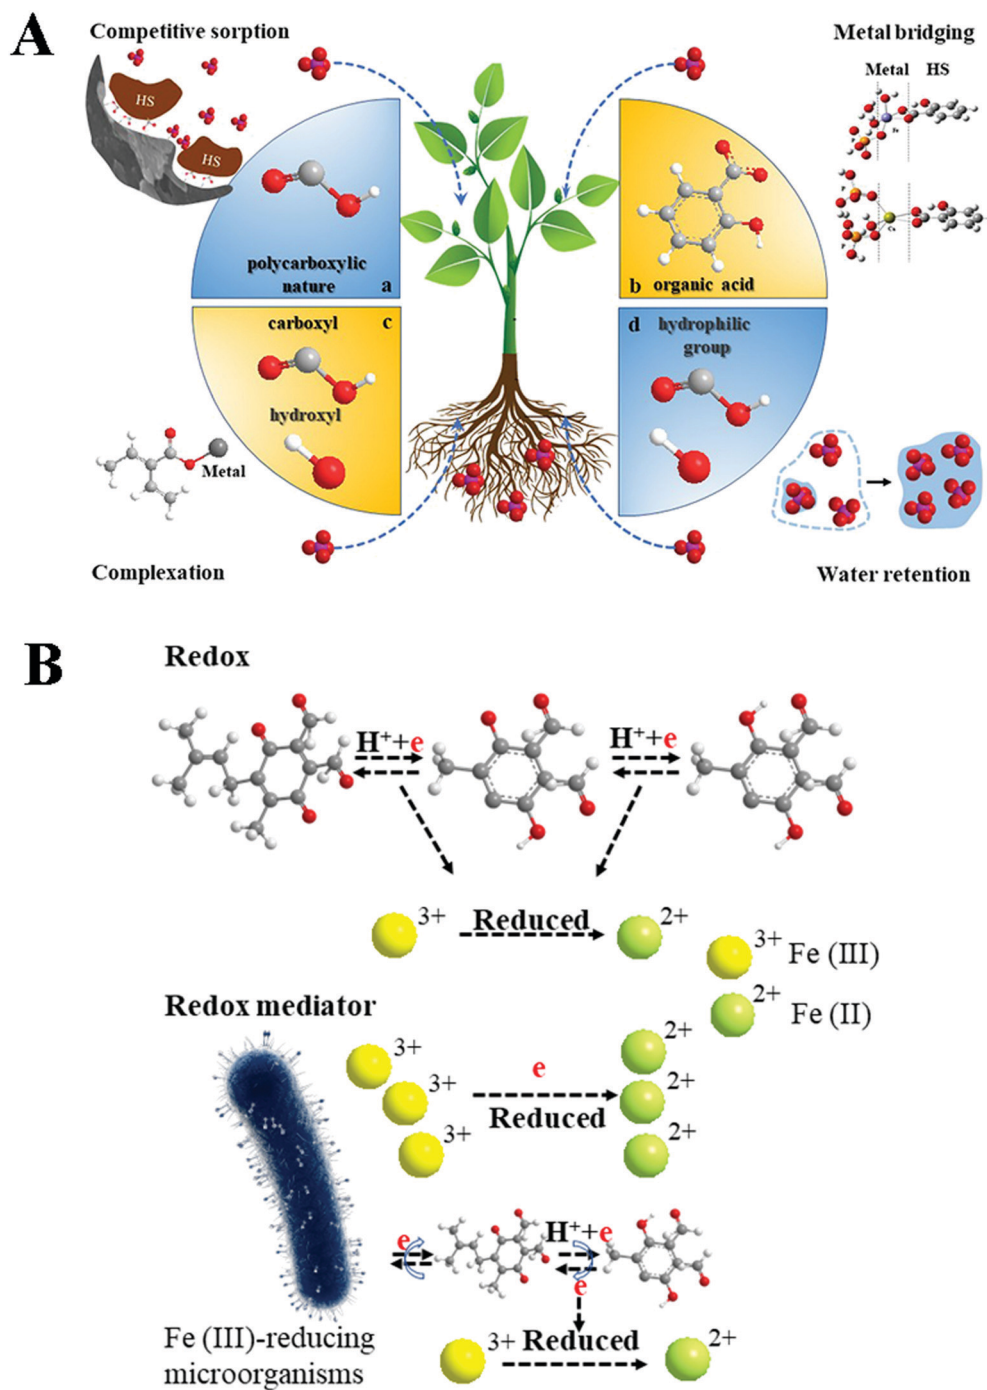 A
Competitive sorption
HS
HS
polycarboxylic
nature
a
b
organic acid
Metal bridging
Metal
HS
P
Fe
P
P
Ca
carboxyl
c
hydroxyl
Metal
Complexation
d
hydrophilic
group
Water retention
B
Redox
H⁺+e
H⁺+e
3+
Reduced
2+
3+
Fe (III)
2+
Fe (II)
Redox mediator
3+
3+
3+
e
Reduced
2+
2+
2+
e
H⁺+e
e
3+
Reduced
2+
Fe (III)-reducing
microorganisms